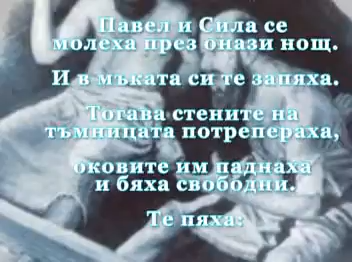 Павел и Сила се
молеха през онази нощ.
И в мъката си те запяха.
Тогава стените на
тъмницата потрепераха,
оковите им паднаха
и бяха свободни.
Те пяха: